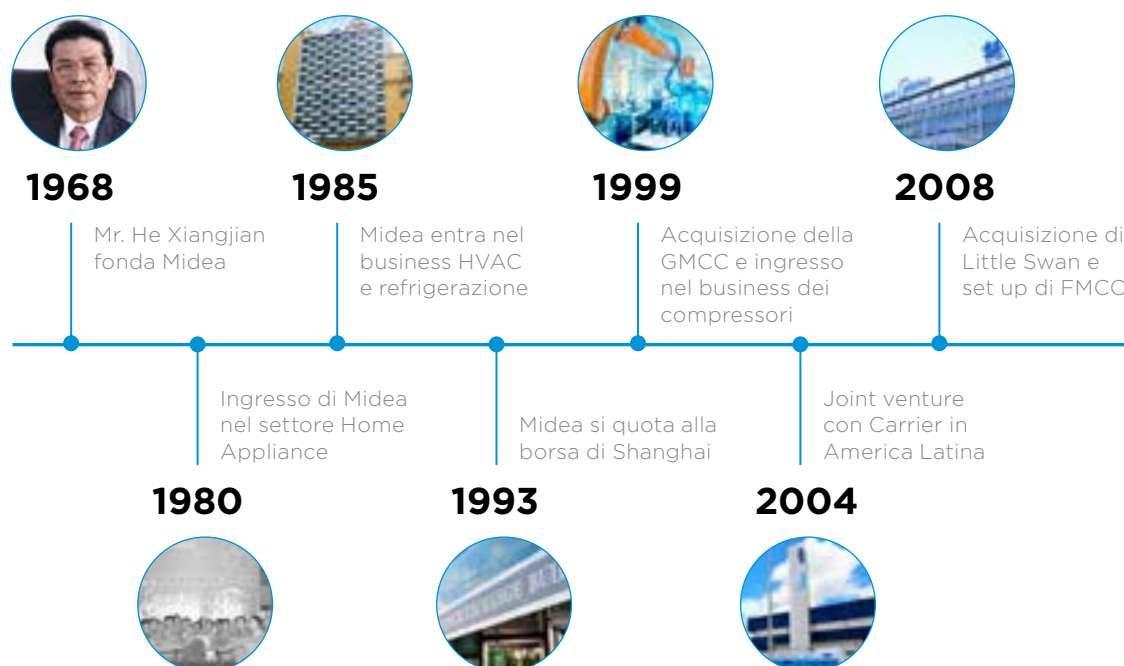 1968
Mr. He Xiangjian
fonda Midea
1985
Midea entra nel
business HVAC
e refrigerazione
1999
Acquisizione della
GMCC e ingresso
nel business dei
compressori
2008
Acquisizione di
Little Swan e
set up di FMCC
Ingresso di Midea
nel settore Home
Appliance
1980
Midea si quota alla
borsa di Shanghai
1993
Joint venture
con Carrier in
America Latina
2004